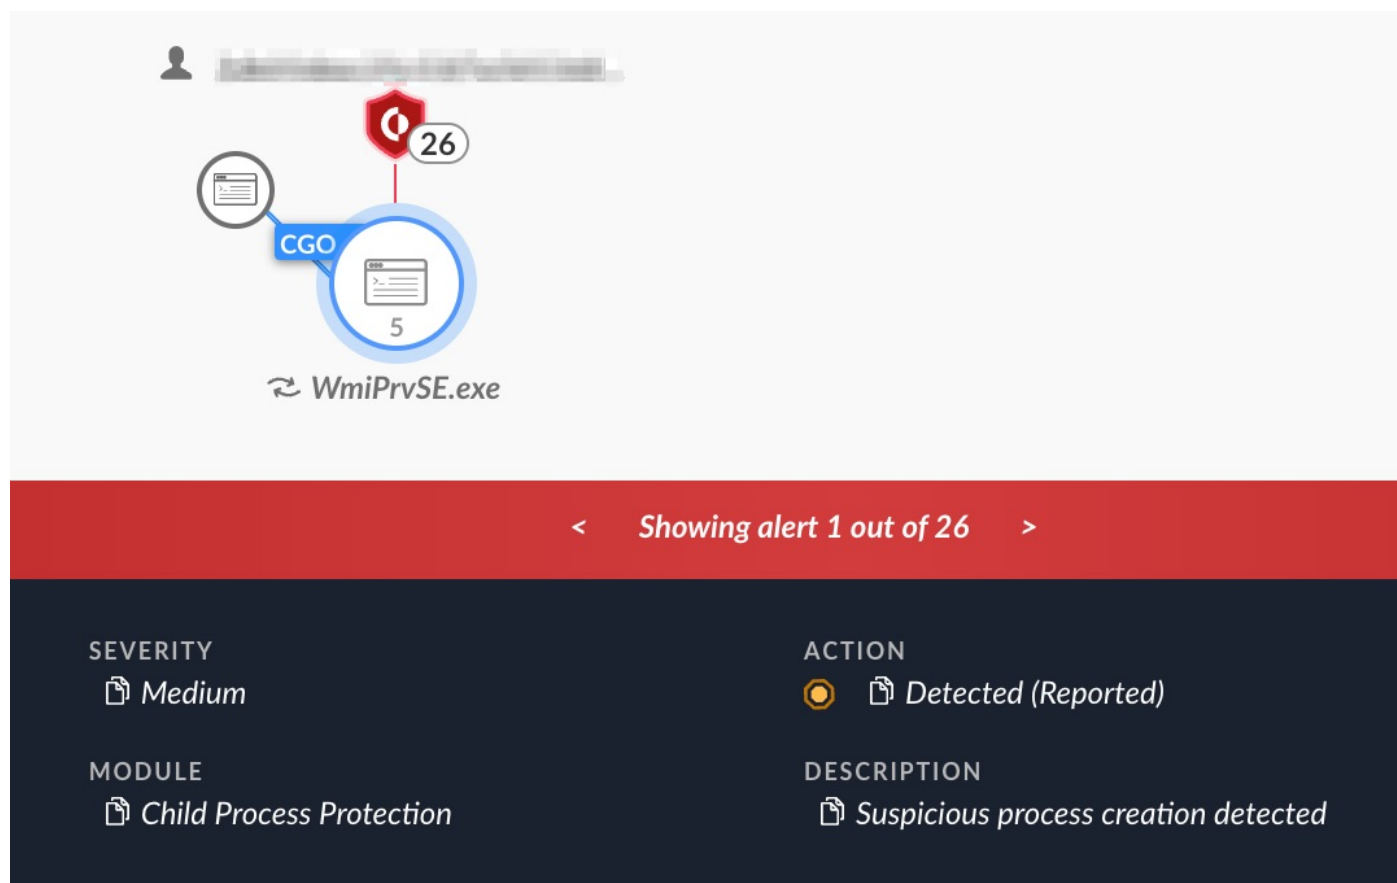 26
CGO
5
WmiPrvSE.exe
< Showing alert 1 out of 26 >
SEVERITY
Medium
ACTION
Detected (Reported)
MODULE
Child Process Protection
DESCRIPTION
Suspicious process creation detected